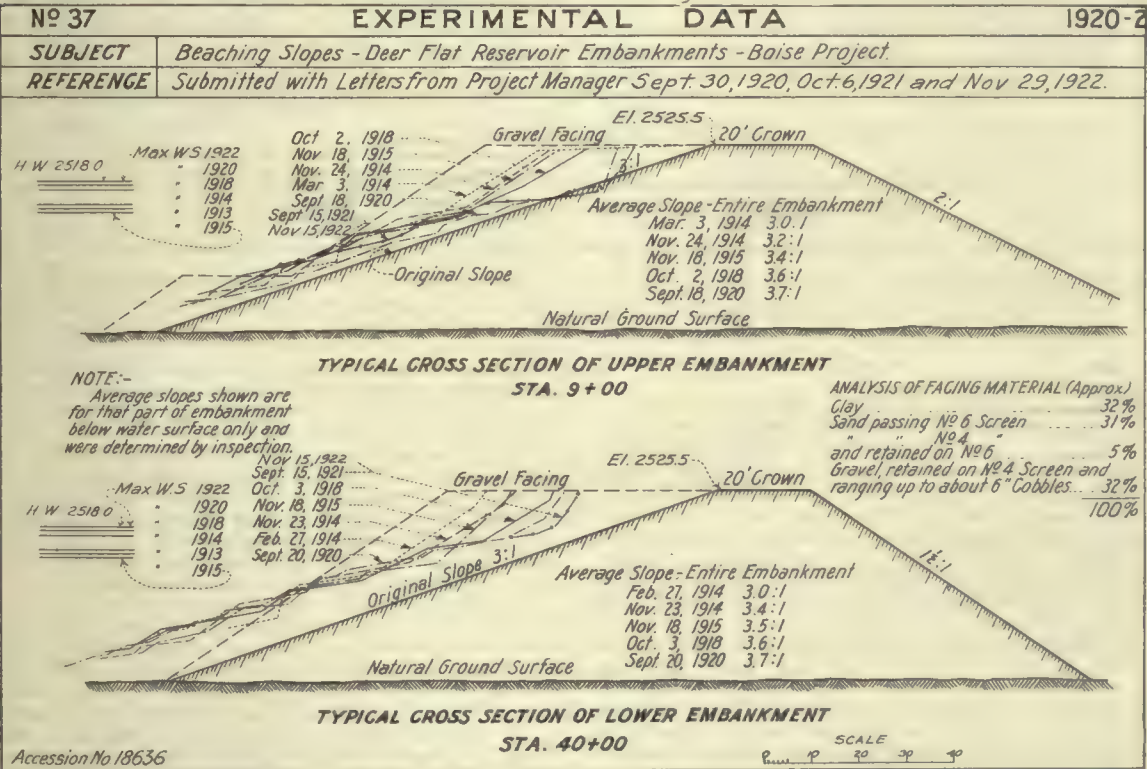 Nº 37 EXPERIMENTAL DATA 1920-2
SUBJECT Beaching Slopes - Deer Flat Reservoir Embankments - Boise Project.
REFERENCE Submitted with Letters from Project Manager Sept. 30, 1920, Oct. 6, 1921 and Nov 29, 1922.
H W 2518.0
Max WS 1922
" 1920
" 1918
" 1914
" 1913
" 1915
Oct 2, 1918
Nov 18, 1915
Nov. 24, 1914
Mar 3, 1914
Sept 18, 1920
Sept 15, 1921
Nov 15, 1922
Gravel Facing
El. 2525.5
20' Crown
3:1
2:1
Original Slope
Average Slope - Entire Embankment
Mar. 3, 1914 3.0:1
Nov. 24, 1914 3.2:1
Nov. 18, 1915 3.4:1
Oct. 2, 1918 3.6:1
Sept. 18, 1920 3.7:1
Natural Ground Surface
TYPICAL CROSS SECTION OF UPPER EMBANKMENT
STA. 9+00
NOTE:-
Average slopes shown are
for that part of embankment
below water surface only and
were determined by inspection.
ANALYSIS OF FACING MATERIAL (Approx)
Clay 32%
Sand passing Nº 6 Screen 31%
" " Nº 4 "
and retained on Nº 6 5%
Gravel, retained on Nº 4 Screen and
ranging up to about 6" Cobbles 32%
100%
H W 2518.0
Max W.S 1922
" 1920
" 1918
" 1914
" 1913
" 1915
Nov 15, 1922
Sept. 15, 1921
Oct. 3, 1918
Nov. 18, 1915
Nov. 23, 1914
Feb. 27, 1914
Sept. 20, 1920
Gravel Facing
El. 2525.5
20' Crown
Original Slope 3:1
1½:1
Average Slope - Entire Embankment
Feb. 27, 1914 3.0:1
Nov. 23, 1914 3.4:1
Nov. 18, 1915 3.5:1
Oct. 3, 1918 3.6:1
Sept. 20, 1920 3.7:1
Natural Ground Surface
TYPICAL CROSS SECTION OF LOWER EMBANKMENT
STA. 40+00
SCALE
0 10 20 30 40
Accession No 18636